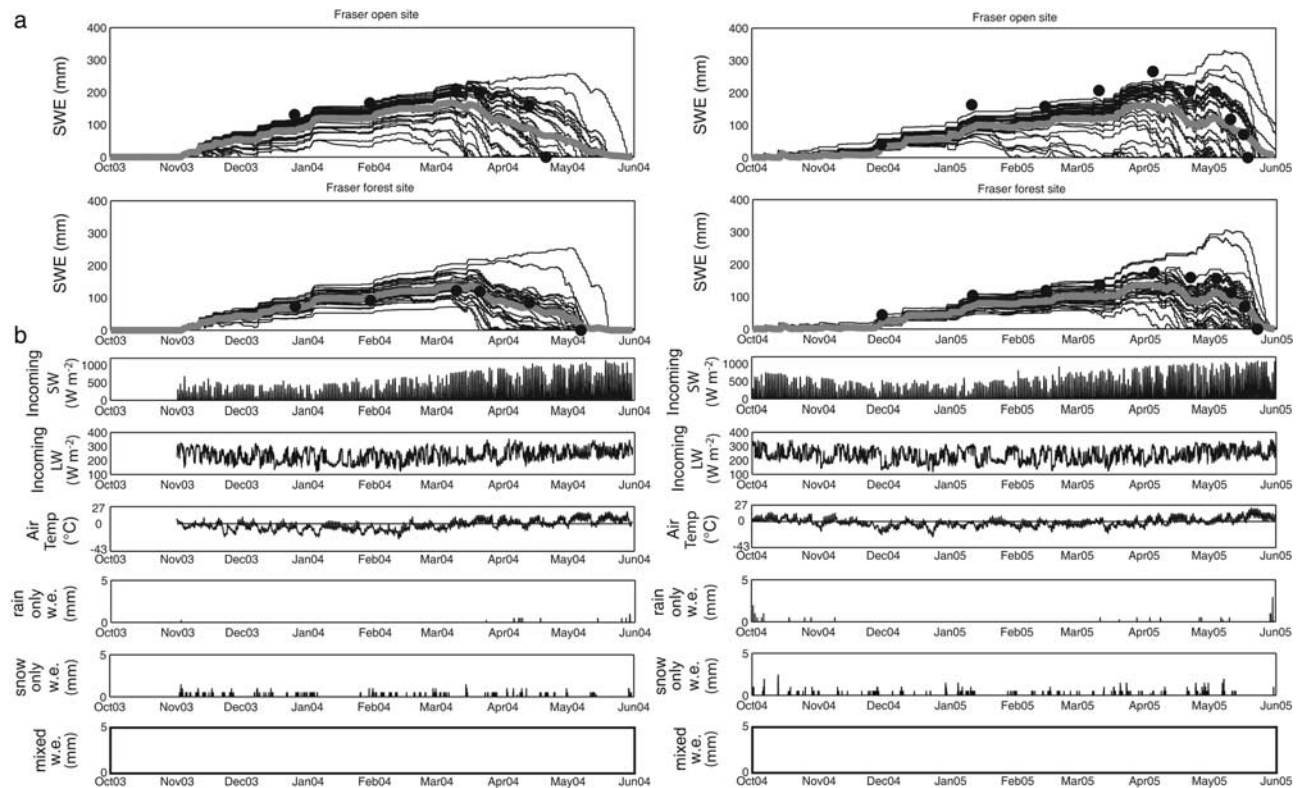 a
Fraser open site
SWE (mm)
400
300
200
100
0
Oct03 Nov03 Dec03 Jan04 Feb04 Mar04 Apr04 May04 Jun04
Fraser forest site
SWE (mm)
400
300
200
100
0
Oct03 Nov03 Dec03 Jan04 Feb04 Mar04 Apr04 May04 Jun04
b
Incoming
SW
(W m-2)
1000
500
0
Oct03 Nov03 Dec03 Jan04 Feb04 Mar04 Apr04 May04 Jun04
Incoming
LW
(W m-2)
400
300
200
100
Oct03 Nov03 Dec03 Jan04 Feb04 Mar04 Apr04 May04 Jun04
Air
Temp
(°C)
27
0
-43
Oct03 Nov03 Dec03 Jan04 Feb04 Mar04 Apr04 May04 Jun04
rain
only
w.e.
(mm)
5
0
Oct03 Nov03 Dec03 Jan04 Feb04 Mar04 Apr04 May04 Jun04
snow
only
w.e.
(mm)
5
0
Oct03 Nov03 Dec03 Jan04 Feb04 Mar04 Apr04 May04 Jun04
mixed
w.e.
(mm)
5
0
Oct03 Nov03 Dec03 Jan04 Feb04 Mar04 Apr04 May04 Jun04
Fraser open site
SWE (mm)
400
300
200
100
0
Oct04 Nov04 Dec04 Jan05 Feb05 Mar05 Apr05 May05 Jun05
Fraser forest site
SWE (mm)
400
300
200
100
0
Oct04 Nov04 Dec04 Jan05 Feb05 Mar05 Apr05 May05 Jun05
Incoming
SW
(W m-2)
1000
500
0
Oct04 Nov04 Dec04 Jan05 Feb05 Mar05 Apr05 May05 Jun05
Incoming
LW
(W m-2)
400
300
200
100
Oct04 Nov04 Dec04 Jan05 Feb05 Mar05 Apr05 May05 Jun05
Air
Temp
(°C)
27
0
-43
Oct04 Nov04 Dec04 Jan05 Feb05 Mar05 Apr05 May05 Jun05
rain
only
w.e.
(mm)
5
0
Oct04 Nov04 Dec04 Jan05 Feb05 Mar05 Apr05 May05 Jun05
snow
only
w.e.
(mm)
5
0
Oct04 Nov04 Dec04 Jan05 Feb05 Mar05 Apr05 May05 Jun05
mixed
w.e.
(mm)
5
0
Oct04 Nov04 Dec04 Jan05 Feb05 Mar05 Apr05 May05 Jun05